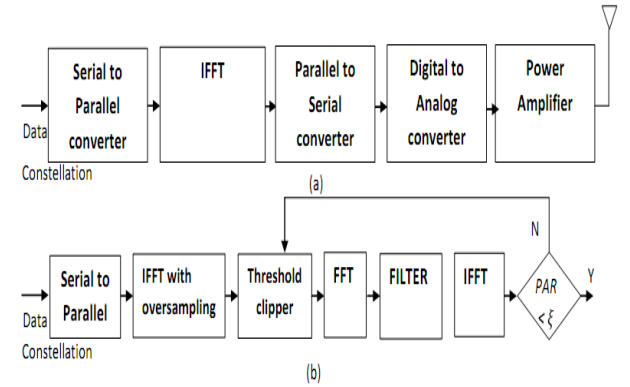 Serial to Parallel converter
IFFT
Parallel to Serial converter
Digital to Analog converter
Power Amplifier
Data
Constellation
(a)
N
Serial to Parallel
IFFT with oversampling
Threshold clipper
FFT
FILTER
IFFT
PAR < ξ
Y
Data
Constellation
(b)